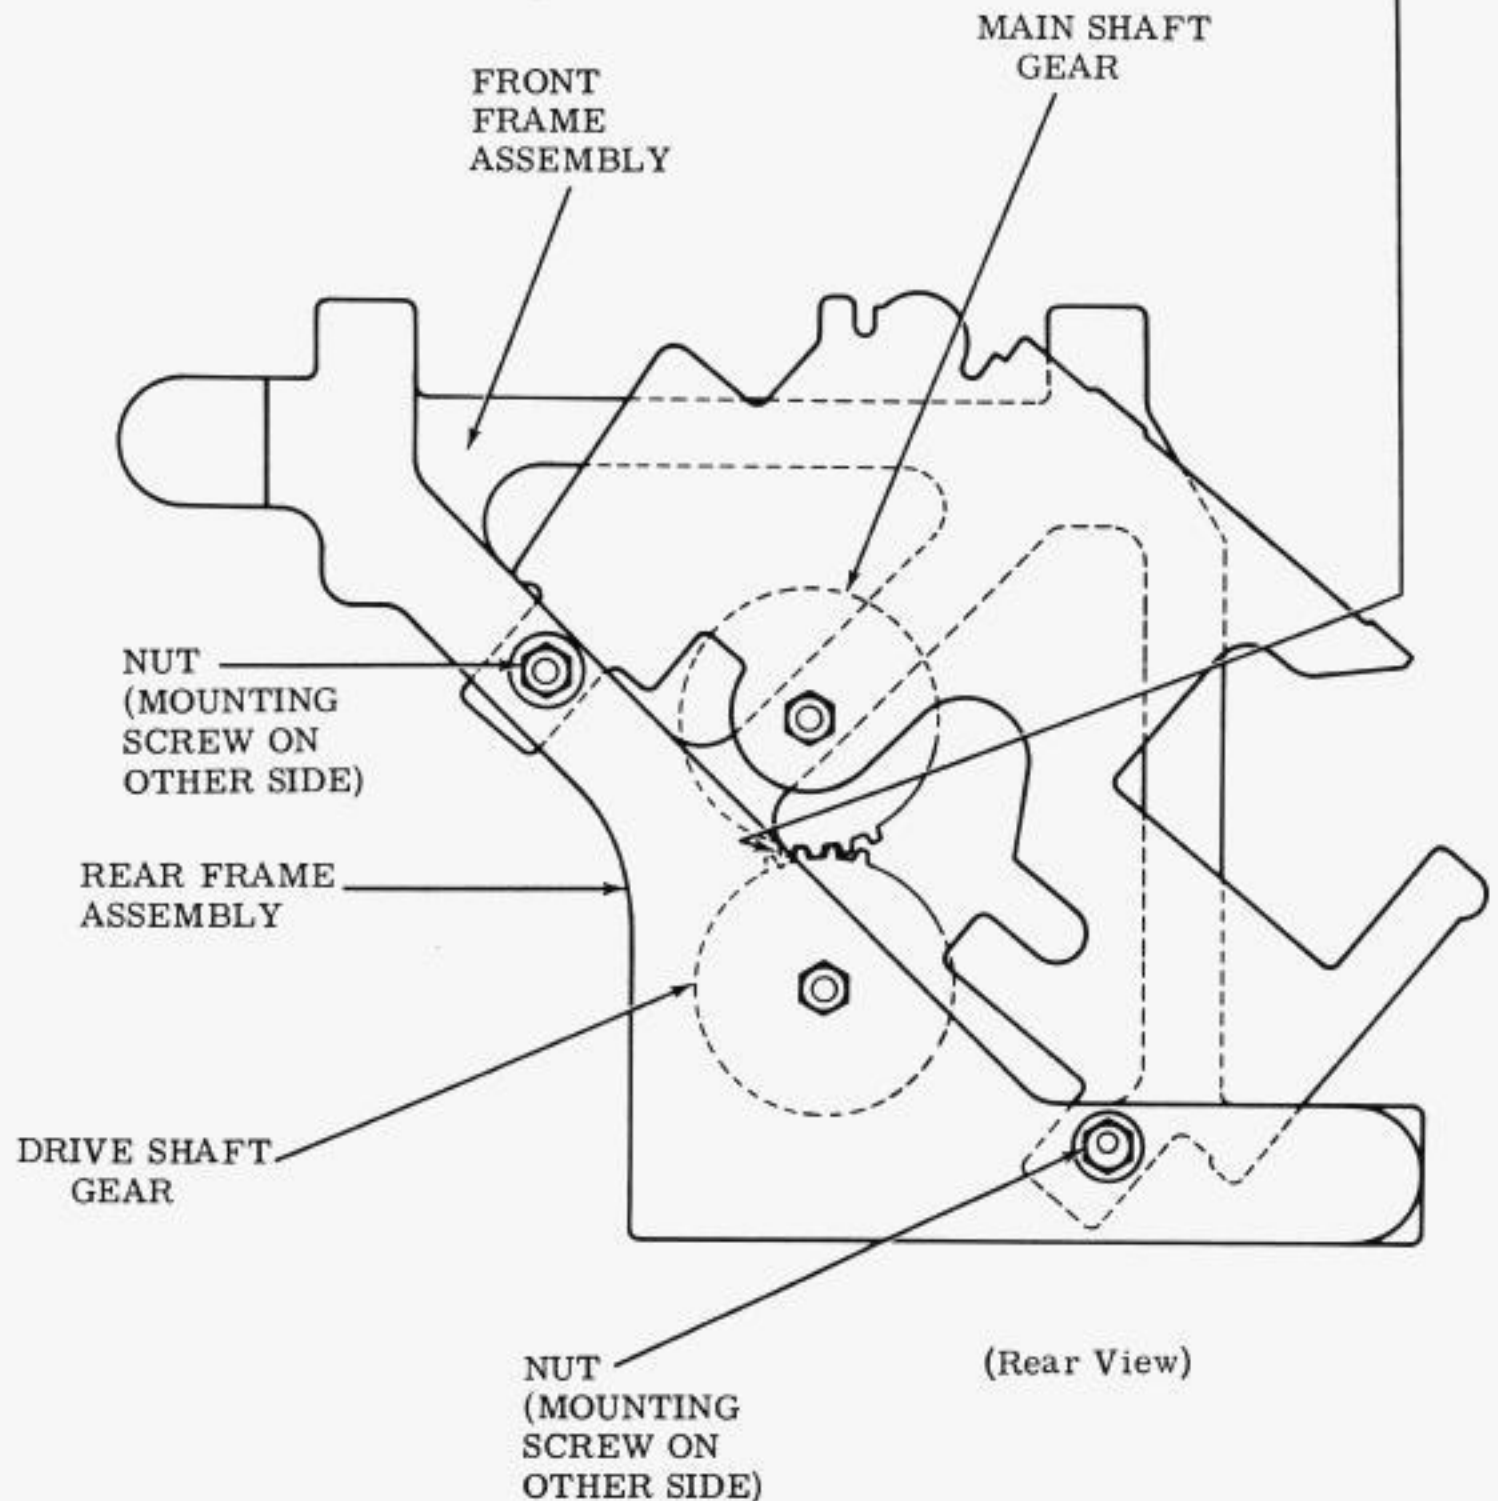 MAIN SHAFT
GEAR
FRONT
FRAME
ASSEMBLY
NUT
(MOUNTING
SCREW ON
OTHER SIDE)
REAR FRAME
ASSEMBLY
DRIVE SHAFT
GEAR
NUT
(MOUNTING
SCREW ON
OTHER SIDE)
(Rear View)